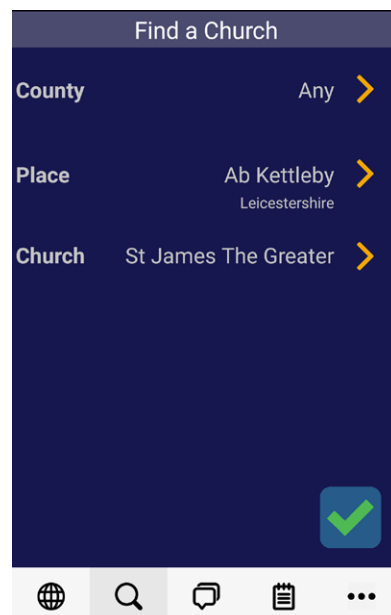 Find a Church
County Any
Place Ab Kettleby
Leicestershire
Church St James The Greater